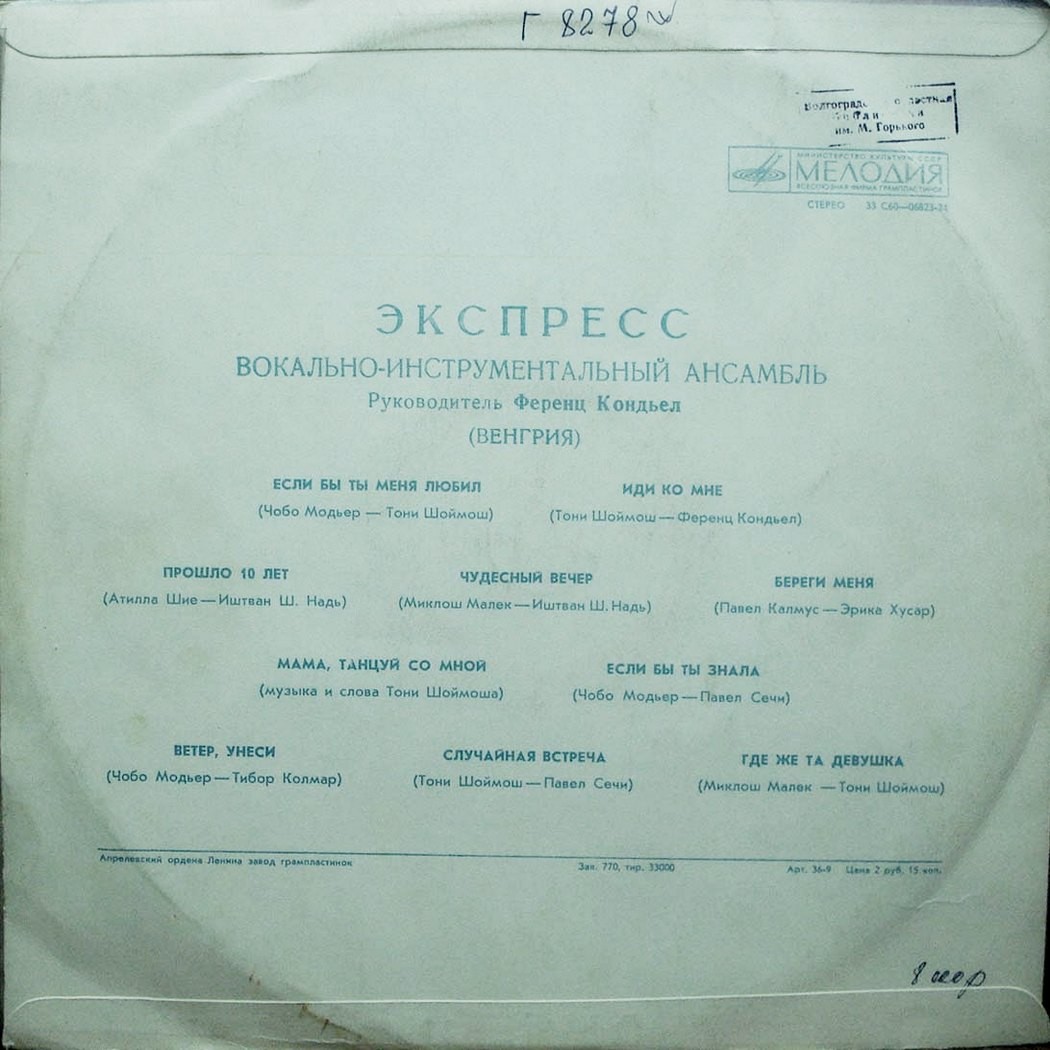 Г 8278
им. М. Горького
МИНИСТЕРСТВО КУЛЬТУРЫ СССР
МЕЛОДИЯ
ВСЕСОЮЗНАЯ ФИРМА ГРАМПЛАСТИНОК
СТЕРЕО 33 С60—06823-24
ЭКСПРЕСС
ВОКАЛЬНО-ИНСТРУМЕНТАЛЬНЫЙ АНСАМБЛЬ
Руководитель Ференц Кондьел
(ВЕНГРИЯ)
ЕСЛИ БЫ ТЫ МЕНЯ ЛЮБИЛ ИДИ КО МНЕ
(Чобо Модьер — Тони Шоймош) (Тони Шоймош — Ференц Кондьел)
ПРОШЛО 10 ЛЕТ ЧУДЕСНЫЙ ВЕЧЕР БЕРЕГИ МЕНЯ
(Атилла Шие — Иштван Ш. Надь) (Миклош Малек — Иштван Ш. Надь) (Павел Калмус — Эрика Хусар)
МАМА, ТАНЦУЙ СО МНОЙ ЕСЛИ БЫ ТЫ ЗНАЛА
(музыка и слова Тони Шоймоша) (Чобо Модьер — Павел Сечи)
ВЕТЕР, УНЕСИ СЛУЧАЙНАЯ ВСТРЕЧА ГДЕ ЖЕ ТА ДЕВУШКА
(Чобо Модьер — Тибор Колмар) (Тони Шоймош — Павел Сечи) (Миклош Малек — Тони Шоймош)
Апрелевский ордена Ленина завод грампластинок Зак. 770, тир. 33000 Арт. 36-9 Цена 2 руб. 15 коп.